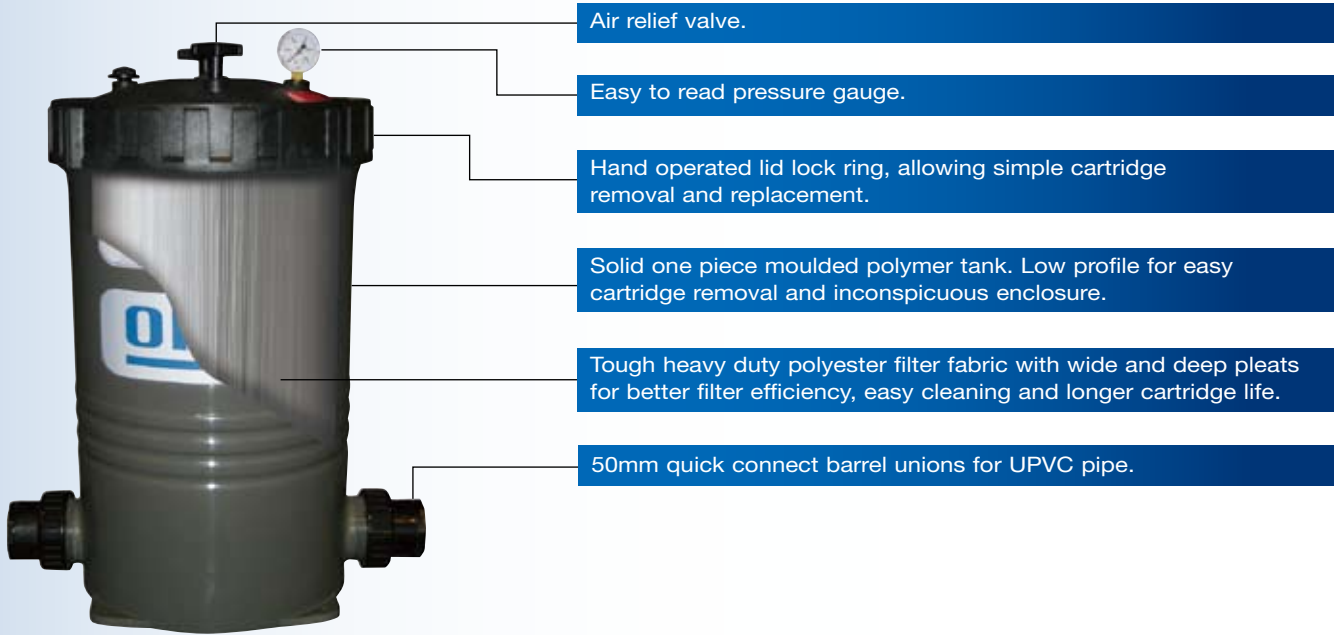 Air relief valve.
Easy to read pressure gauge.
Hand operated lid lock ring, allowing simple cartridge
removal and replacement.
Solid one piece moulded polymer tank. Low profile for easy
cartridge removal and inconspicuous enclosure.
Tough heavy duty polyester filter fabric with wide and deep pleats
for better filter efficiency, easy cleaning and longer cartridge life.
50mm quick connect barrel unions for UPVC pipe.